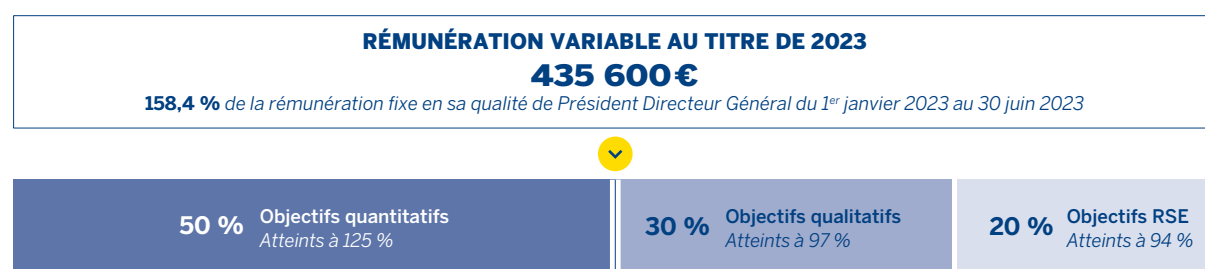 RÉMUNÉRATION VARIABLE AU TITRE DE 2023
435 600 €
158,4 % de la rémunération fixe en sa qualité de Président Directeur Général du 1er janvier 2023 au 30 juin 2023
50 % Objectifs quantitatifs
Atteints à 125 %
30 % Objectifs qualitatifs
Atteints à 97 %
20 % Objectifs RSE
Atteints à 94 %